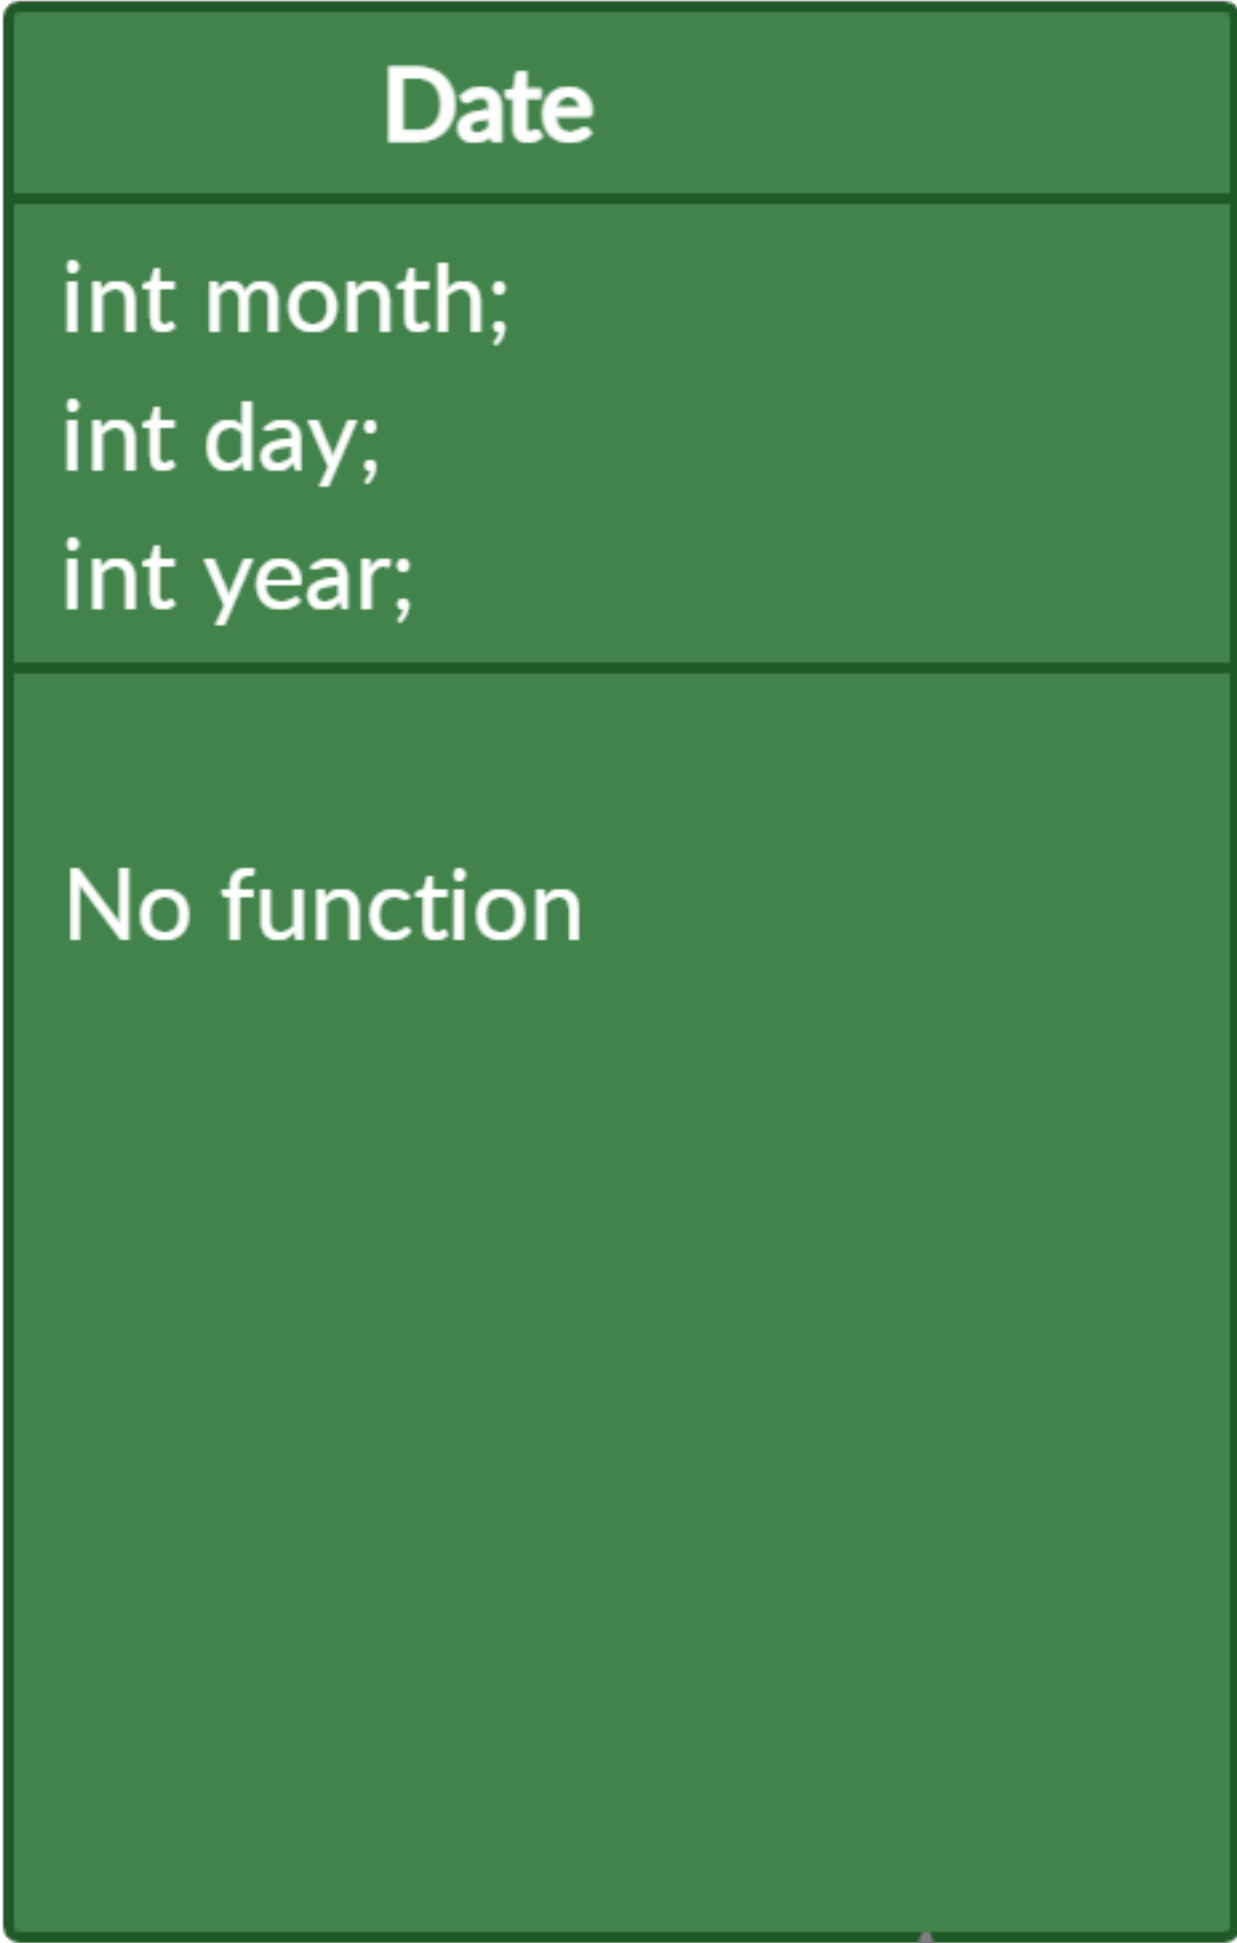 Date
int month;
int day;
int year;
No function